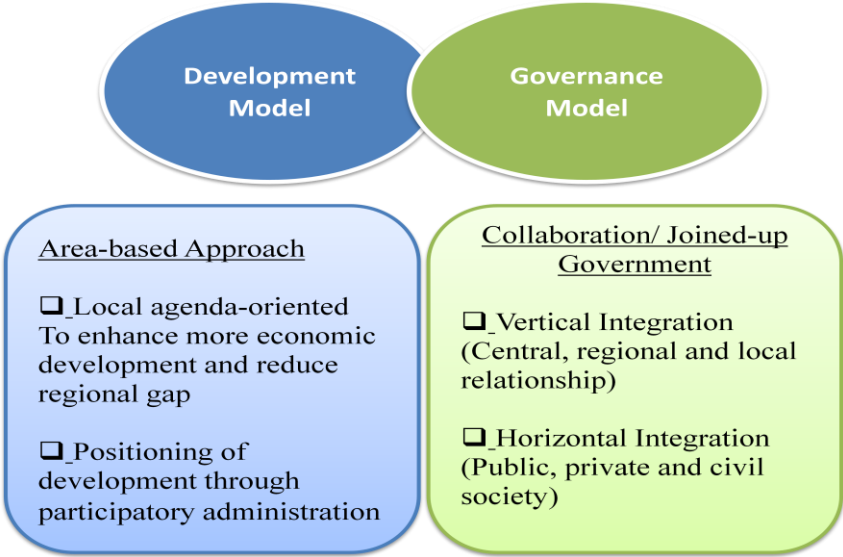 Development
Model
Governance
Model
Area-based Approach
❑ Local agenda-oriented
To enhance more economic
development and reduce
regional gap
❑ Positioning of
development through
participatory administration
Collaboration/ Joined-up
Government
❑ Vertical Integration
(Central, regional and local
relationship)
❑ Horizontal Integration
(Public, private and civil
society)